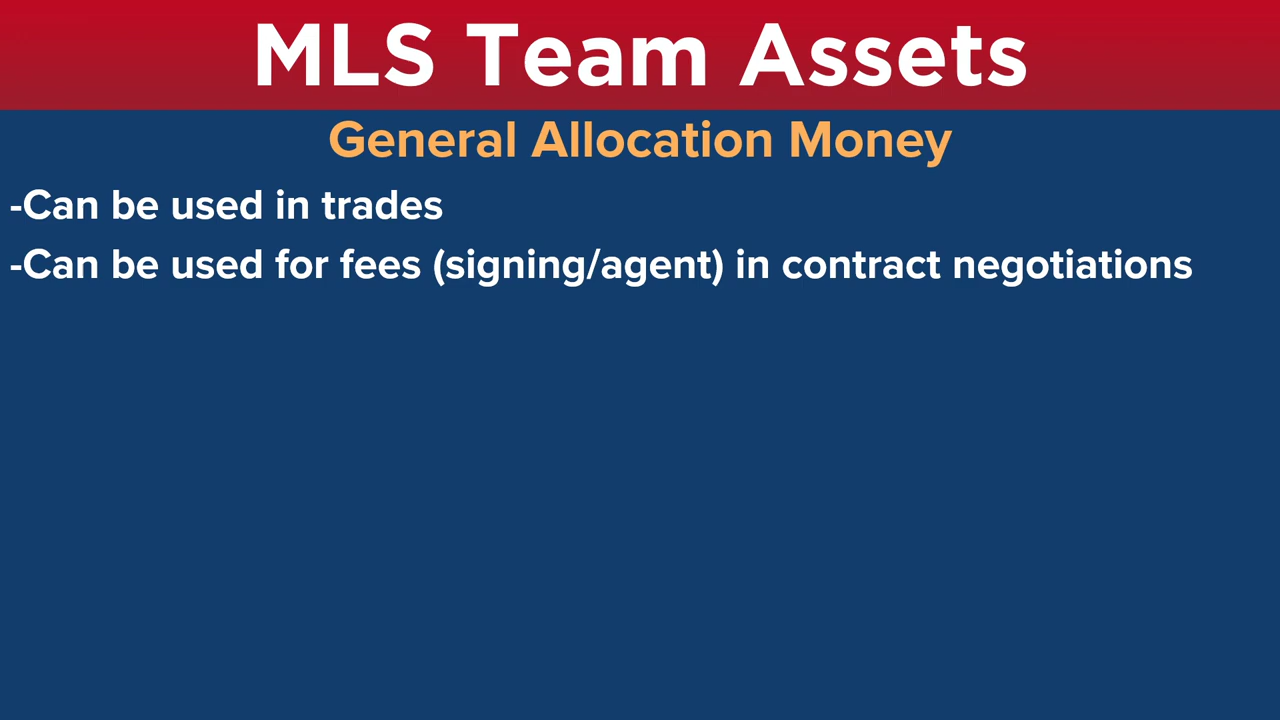 MLS Team Assets
General Allocation Money
-Can be used in trades
-Can be used for fees (signing/agent) in contract negotiations